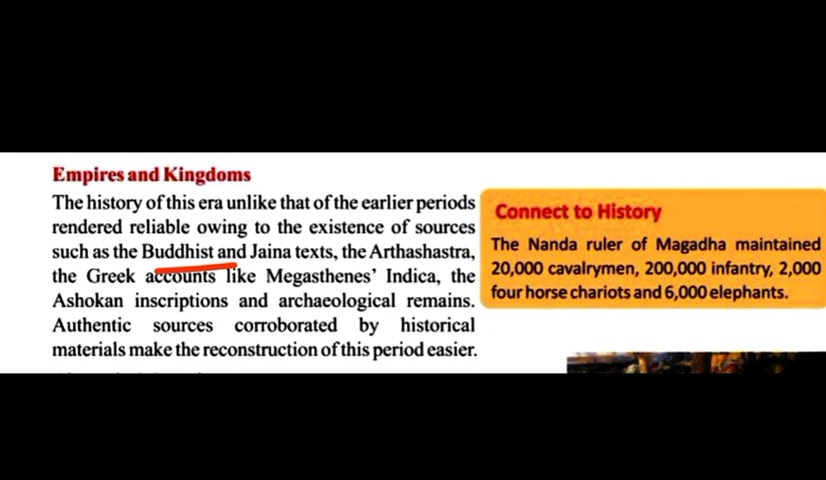 Empires and Kingdoms
The history of this era unlike that of the earlier periods
rendered reliable owing to the existence of sources
such as the Buddhist and Jaina texts, the Arthashastra,
the Greek accounts like Megasthenes' Indica, the
Ashokan inscriptions and archaeological remains.
Authentic sources corroborated by historical
materials make the reconstruction of this period easier.
Connect to History
The Nanda ruler of Magadha maintained
20,000 cavalrymen, 200,000 infantry, 2,000
four horse chariots and 6,000 elephants.